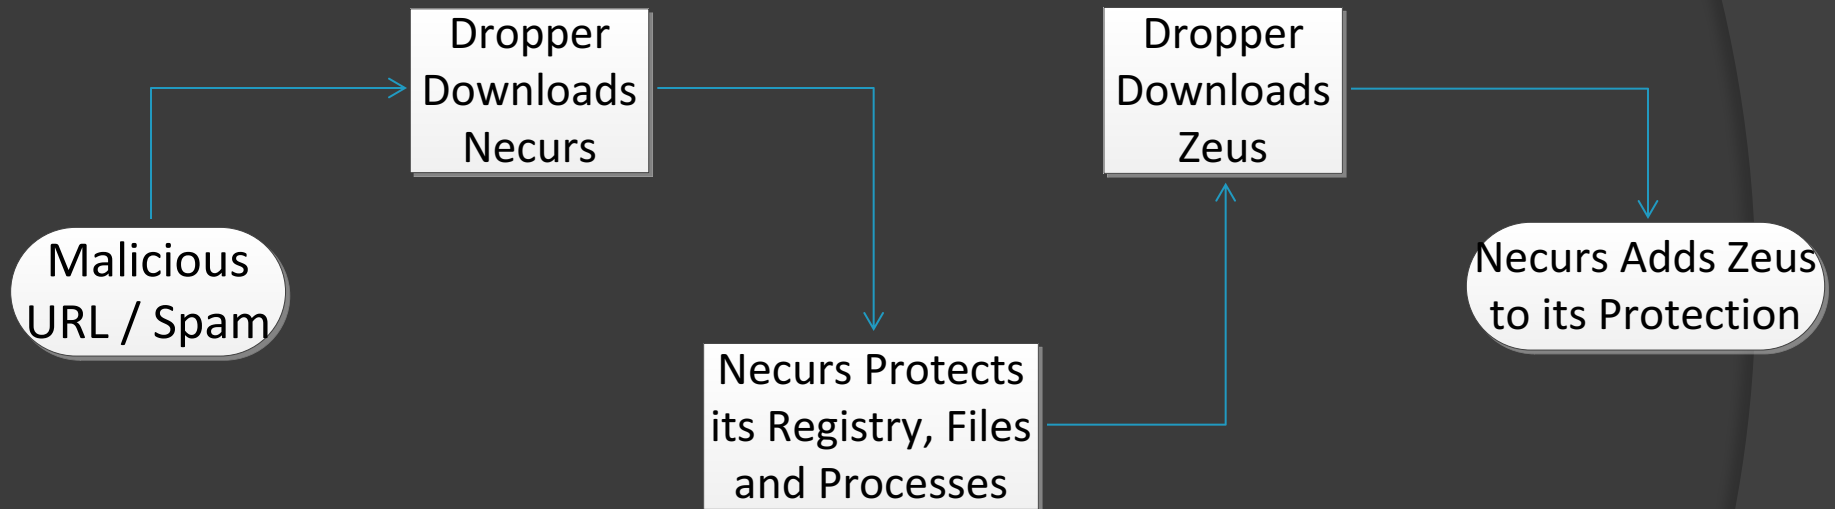 Malicious
URL / Spam
Dropper
Downloads
Necurs
Necurs Protects
its Registry, Files
and Processes
Dropper
Downloads
Zeus
Necurs Adds Zeus
to its Protection